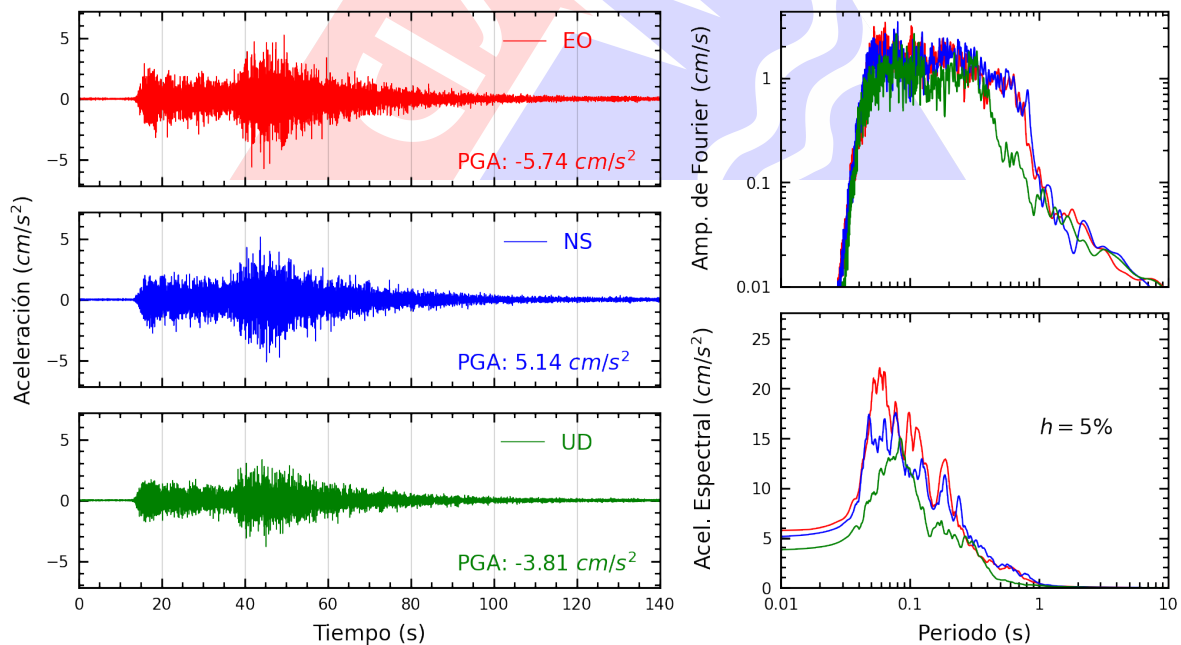 Aceleración (cm/s²)
5
0
−5
EO
PGA: -5.74 cm/s²
5
0
−5
NS
PGA: 5.14 cm/s²
5
0
−5
UD
PGA: -3.81 cm/s²
0 20 40 60 80 100 120 140
Tiempo (s)
Amp. de Fourier (cm/s)
1
0.1
0.01
Acel. Espectral (cm/s²)
25
20
15
10
5
0
h = 5%
0.01 0.1 1 10
Periodo (s)